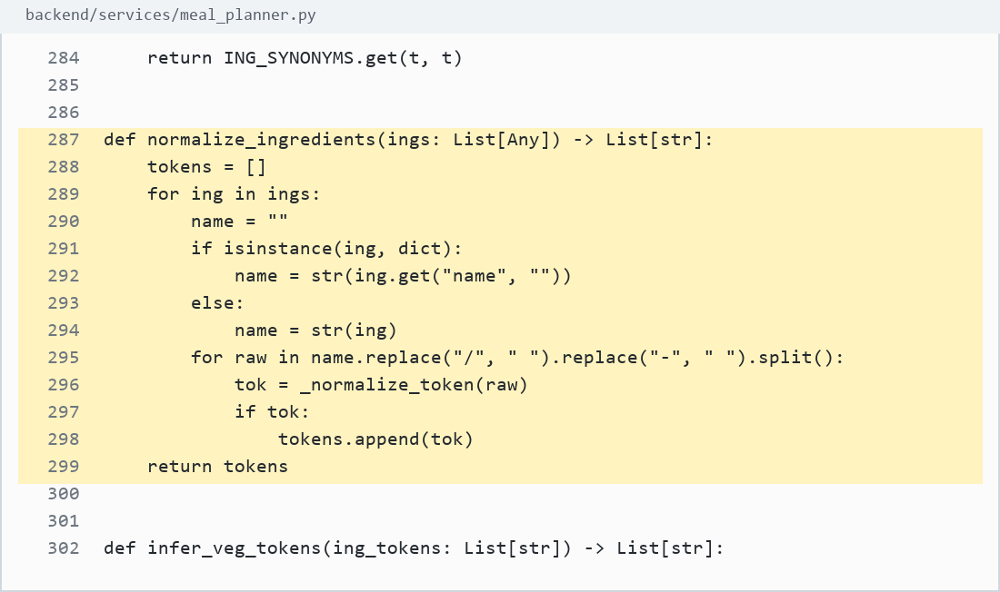 backend/services/meal_planner.py
284     return ING_SYNONYMS.get(t, t)
285
286
287 def normalize_ingredients(ings: List[Any]) -> List[str]:
288     tokens = []
289     for ing in ings:
290         name = ""
291         if isinstance(ing, dict):
292             name = str(ing.get("name", ""))
293         else:
294             name = str(ing)
295         for raw in name.replace("/", " ").replace("-", " ").split():
296             tok = _normalize_token(raw)
297             if tok:
298                 tokens.append(tok)
299     return tokens
300
301
302 def infer_veg_tokens(ing_tokens: List[str]) -> List[str]: